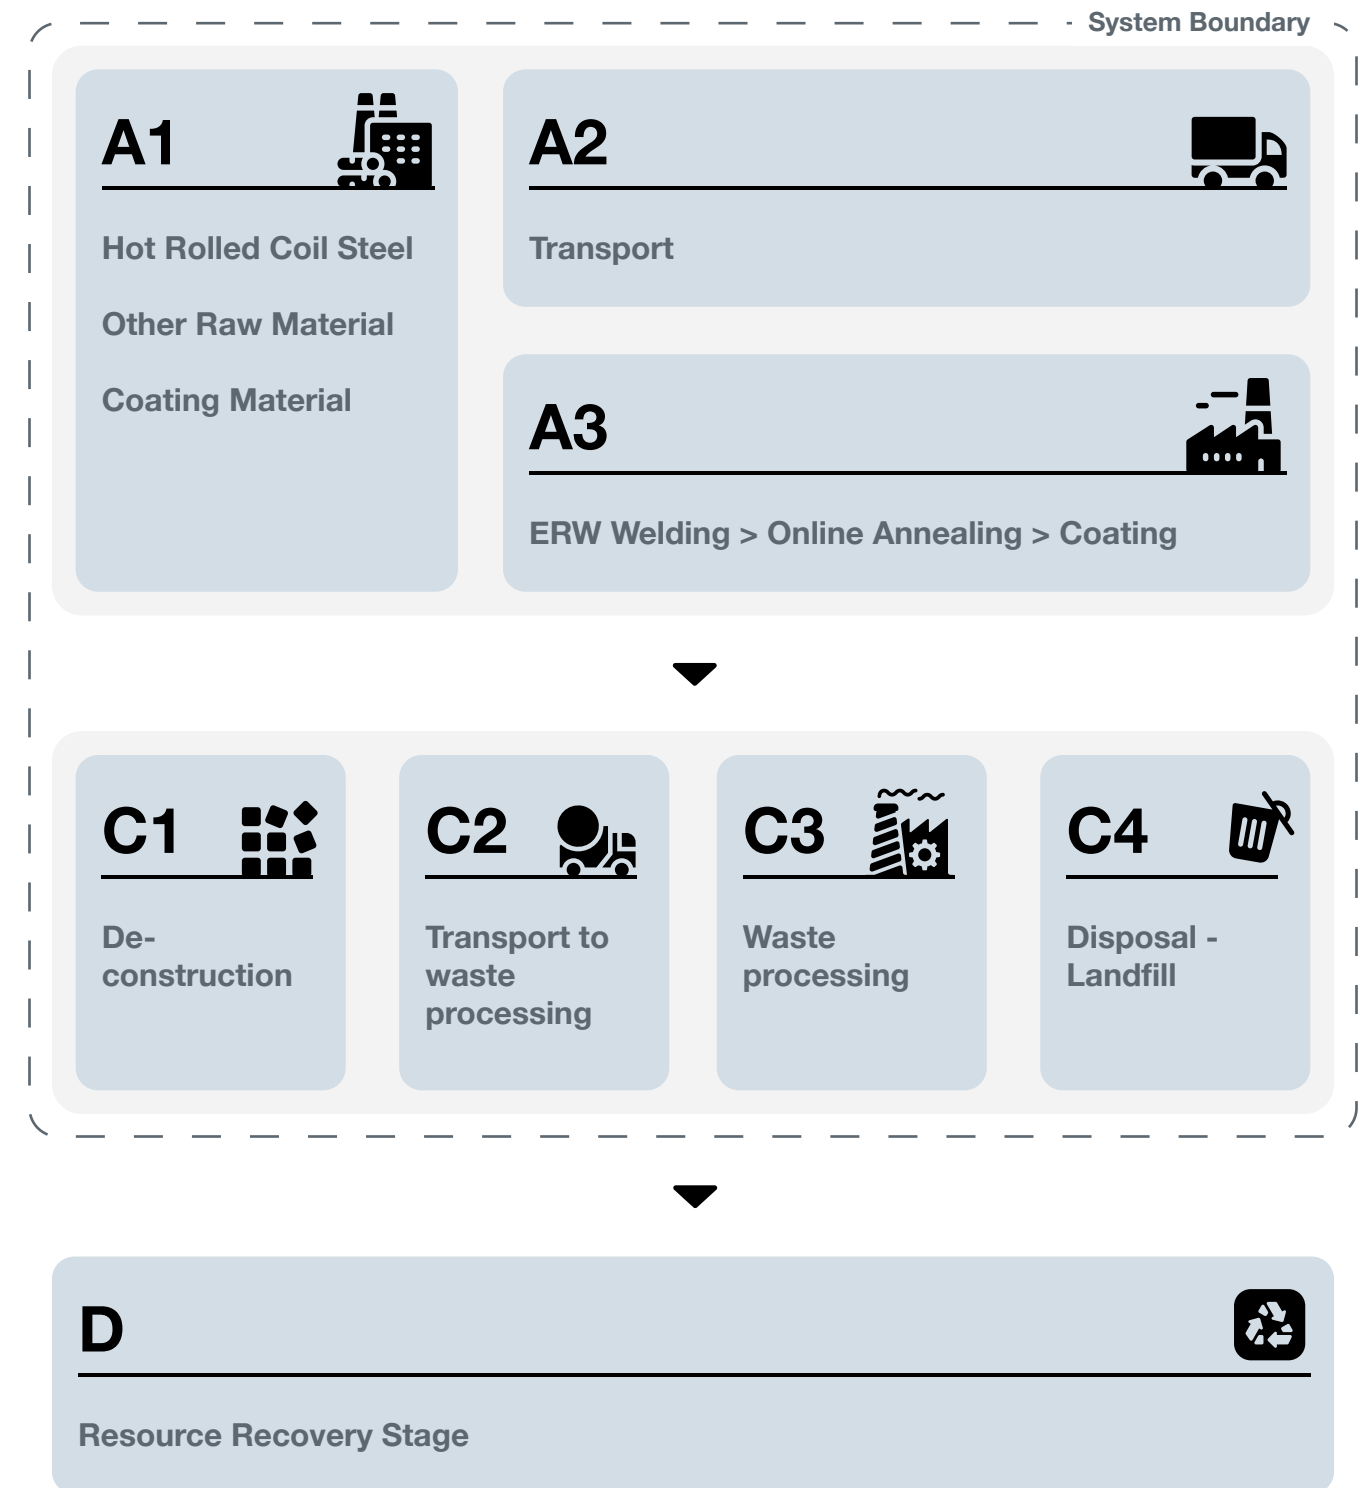 System Boundary
A1
Hot Rolled Coil Steel
Other Raw Material
Coating Material
A2
Transport
A3
ERW Welding > Online Annealing > Coating
C1
De-
construction
C2
Transport to
waste
processing
C3
Waste
processing
C4
Disposal -
Landfill
D
Resource Recovery Stage